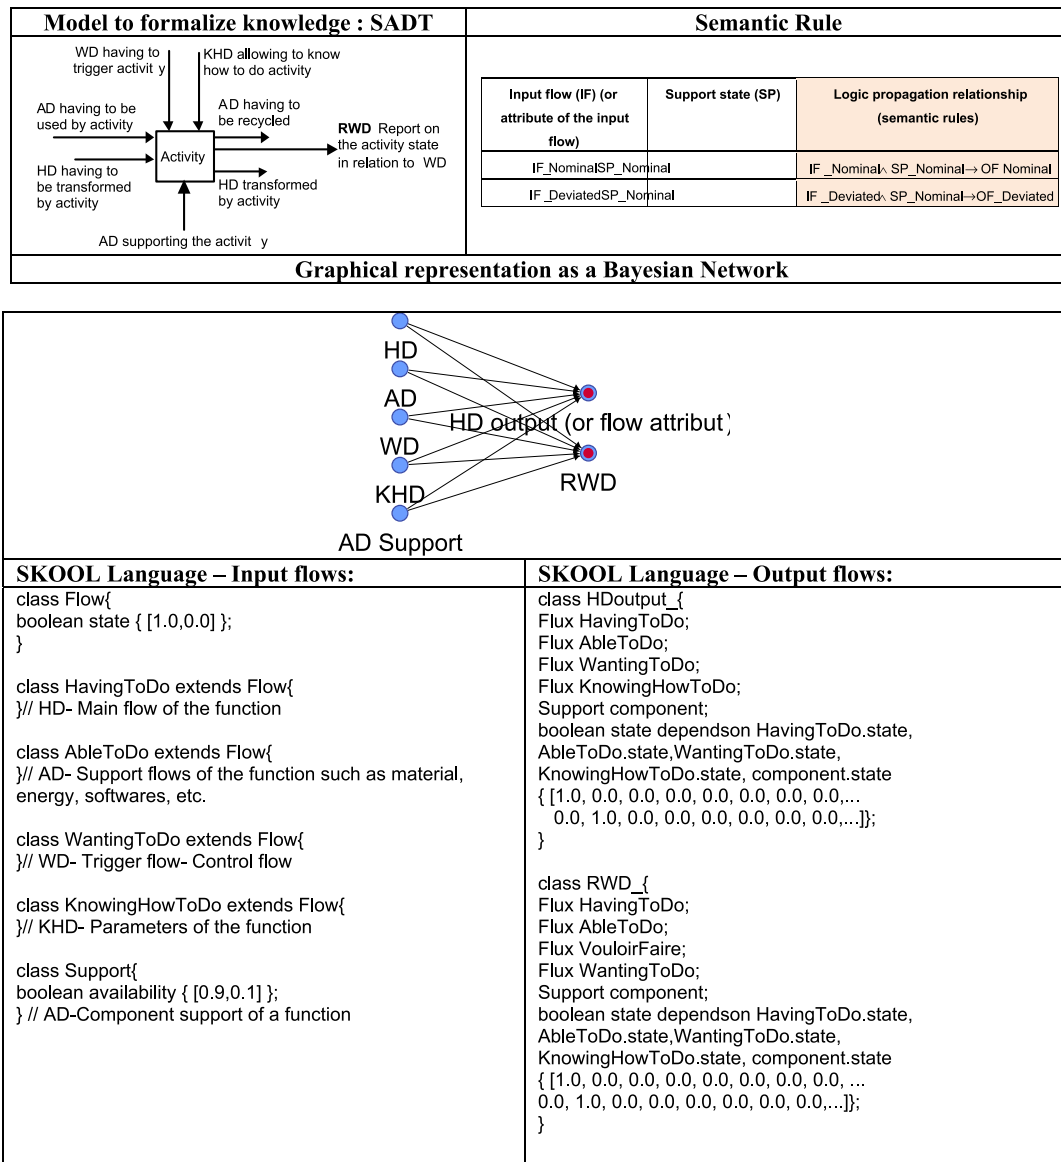 Model to formalize knowledge : SADT
Semantic Rule
WD having to
trigger activit y
KHD allowing to know
how to do activity
AD having to be
used by activity
AD having to
be recycled
RWD Report on
the activity state
in relation to WD
Activity
HD having to
be transformed
by activity
HD transformed
by activity
AD supporting the activit y
Input flow (IF) (or
attribute of the input
flow)
Support state (SP)
Logic propagation relationship
(semantic rules)
IF_Nominal SP_Nominal
IF _Nominal∧ SP_Nominal→ OF Nominal
IF _Deviated SP_Nominal
IF _Deviated∧ SP_Nominal→OF_Deviated
Graphical representation as a Bayesian Network
HD
AD
HD output (or flow attribut)
WD
RWD
KHD
AD Support
SKOOL Language – Input flows:
class Flow{
boolean state { [1.0,0.0] };
}
class HavingToDo extends Flow{
}// HD- Main flow of the function
class AbleToDo extends Flow{
}// AD- Support flows of the function such as material,
energy, softwares, etc.
class WantingToDo extends Flow{
}// WD- Trigger flow- Control flow
class KnowingHowToDo extends Flow{
}// KHD- Parameters of the function
class Support{
boolean availability { [0.9,0.1] };
} // AD-Component support of a function
SKOOL Language – Output flows:
class HDoutput_{
Flux HavingToDo;
Flux AbleToDo;
Flux WantingToDo;
Flux KnowingHowToDo;
Support component;
boolean state dependson HavingToDo.state,
AbleToDo.state,WantingToDo.state,
KnowingHowToDo.state, component.state
{ [1.0, 0.0, 0.0, 0.0, 0.0, 0.0, 0.0, 0.0,...
0.0, 1.0, 0.0, 0.0, 0.0, 0.0, 0.0, 0.0,...]};
}
class RWD_{
Flux HavingToDo;
Flux AbleToDo;
Flux VouloirFaire;
Flux WantingToDo;
Support component;
boolean state dependson HavingToDo.state,
AbleToDo.state,WantingToDo.state,
KnowingHowToDo.state, component.state
{ [1.0, 0.0, 0.0, 0.0, 0.0, 0.0, 0.0, 0.0, ...
0.0, 1.0, 0.0, 0.0, 0.0, 0.0, 0.0, 0.0,...]};
}